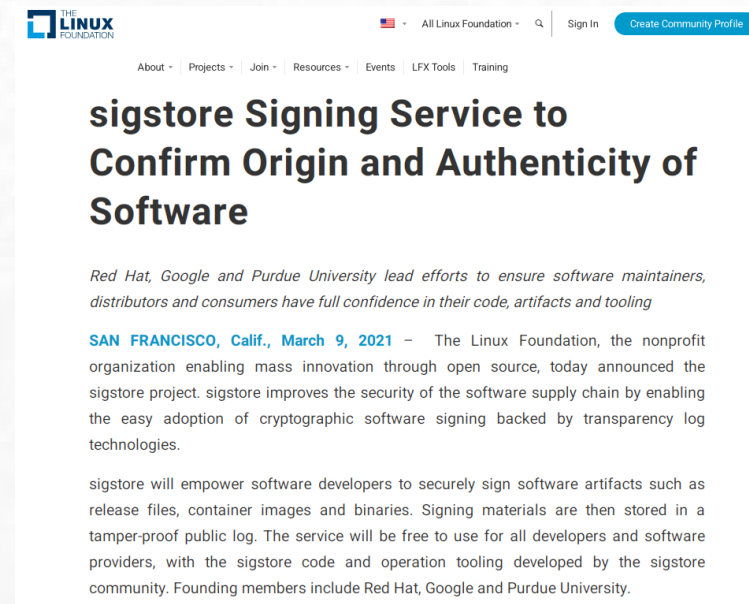 THE
LINUX
FOUNDATION
All Linux Foundation
Sign In
Create Community Profile
About
Projects
Join
Resources
Events
LFX Tools
Training
sigstore Signing Service to
Confirm Origin and Authenticity of
Software
Red Hat, Google and Purdue University lead efforts to ensure software maintainers,
distributors and consumers have full confidence in their code, artifacts and tooling
SAN FRANCISCO, Calif., March 9, 2021 – The Linux Foundation, the nonprofit
organization enabling mass innovation through open source, today announced the
sigstore project. sigstore improves the security of the software supply chain by enabling
the easy adoption of cryptographic software signing backed by transparency log
technologies.
sigstore will empower software developers to securely sign software artifacts such as
release files, container images and binaries. Signing materials are then stored in a
tamper-proof public log. The service will be free to use for all developers and software
providers, with the sigstore code and operation tooling developed by the sigstore
community. Founding members include Red Hat, Google and Purdue University.